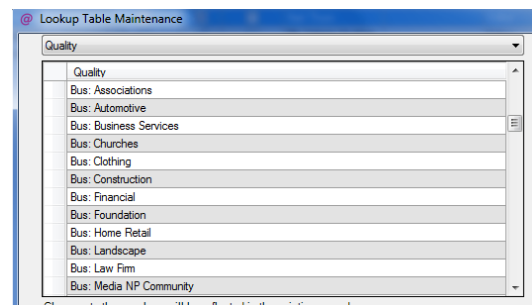 @ Lookup Table Maintenance
Quality
Quality
Bus: Associations
Bus: Automotive
Bus: Business Services
Bus: Churches
Bus: Clothing
Bus: Construction
Bus: Financial
Bus: Foundation
Bus: Home Retail
Bus: Landscape
Bus: Law Firm
Bus: Media NP Community